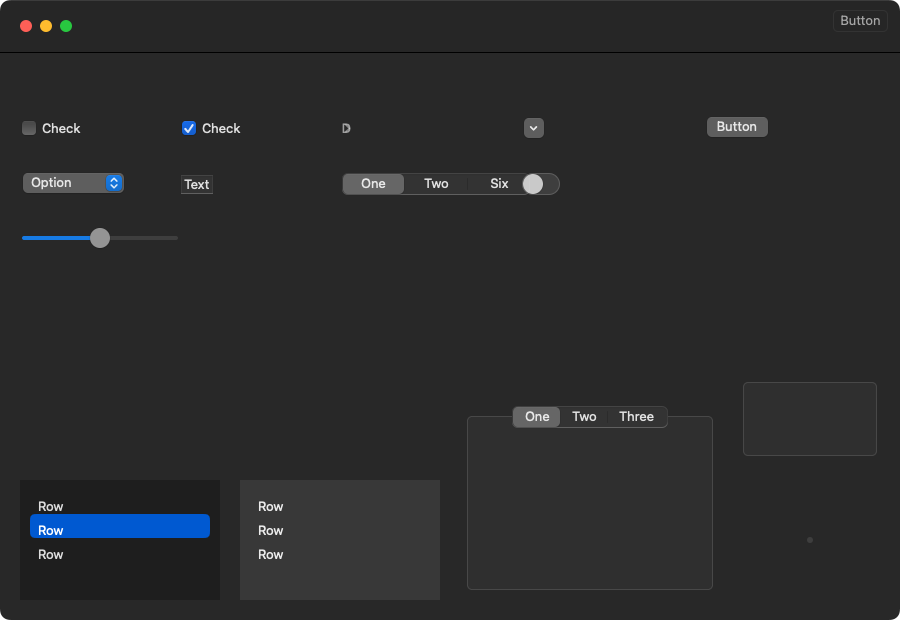 Button
Check
Check
D
Button
Option
Text
One Two Six
One Two Three
Row
Row
Row
Row
Row
Row